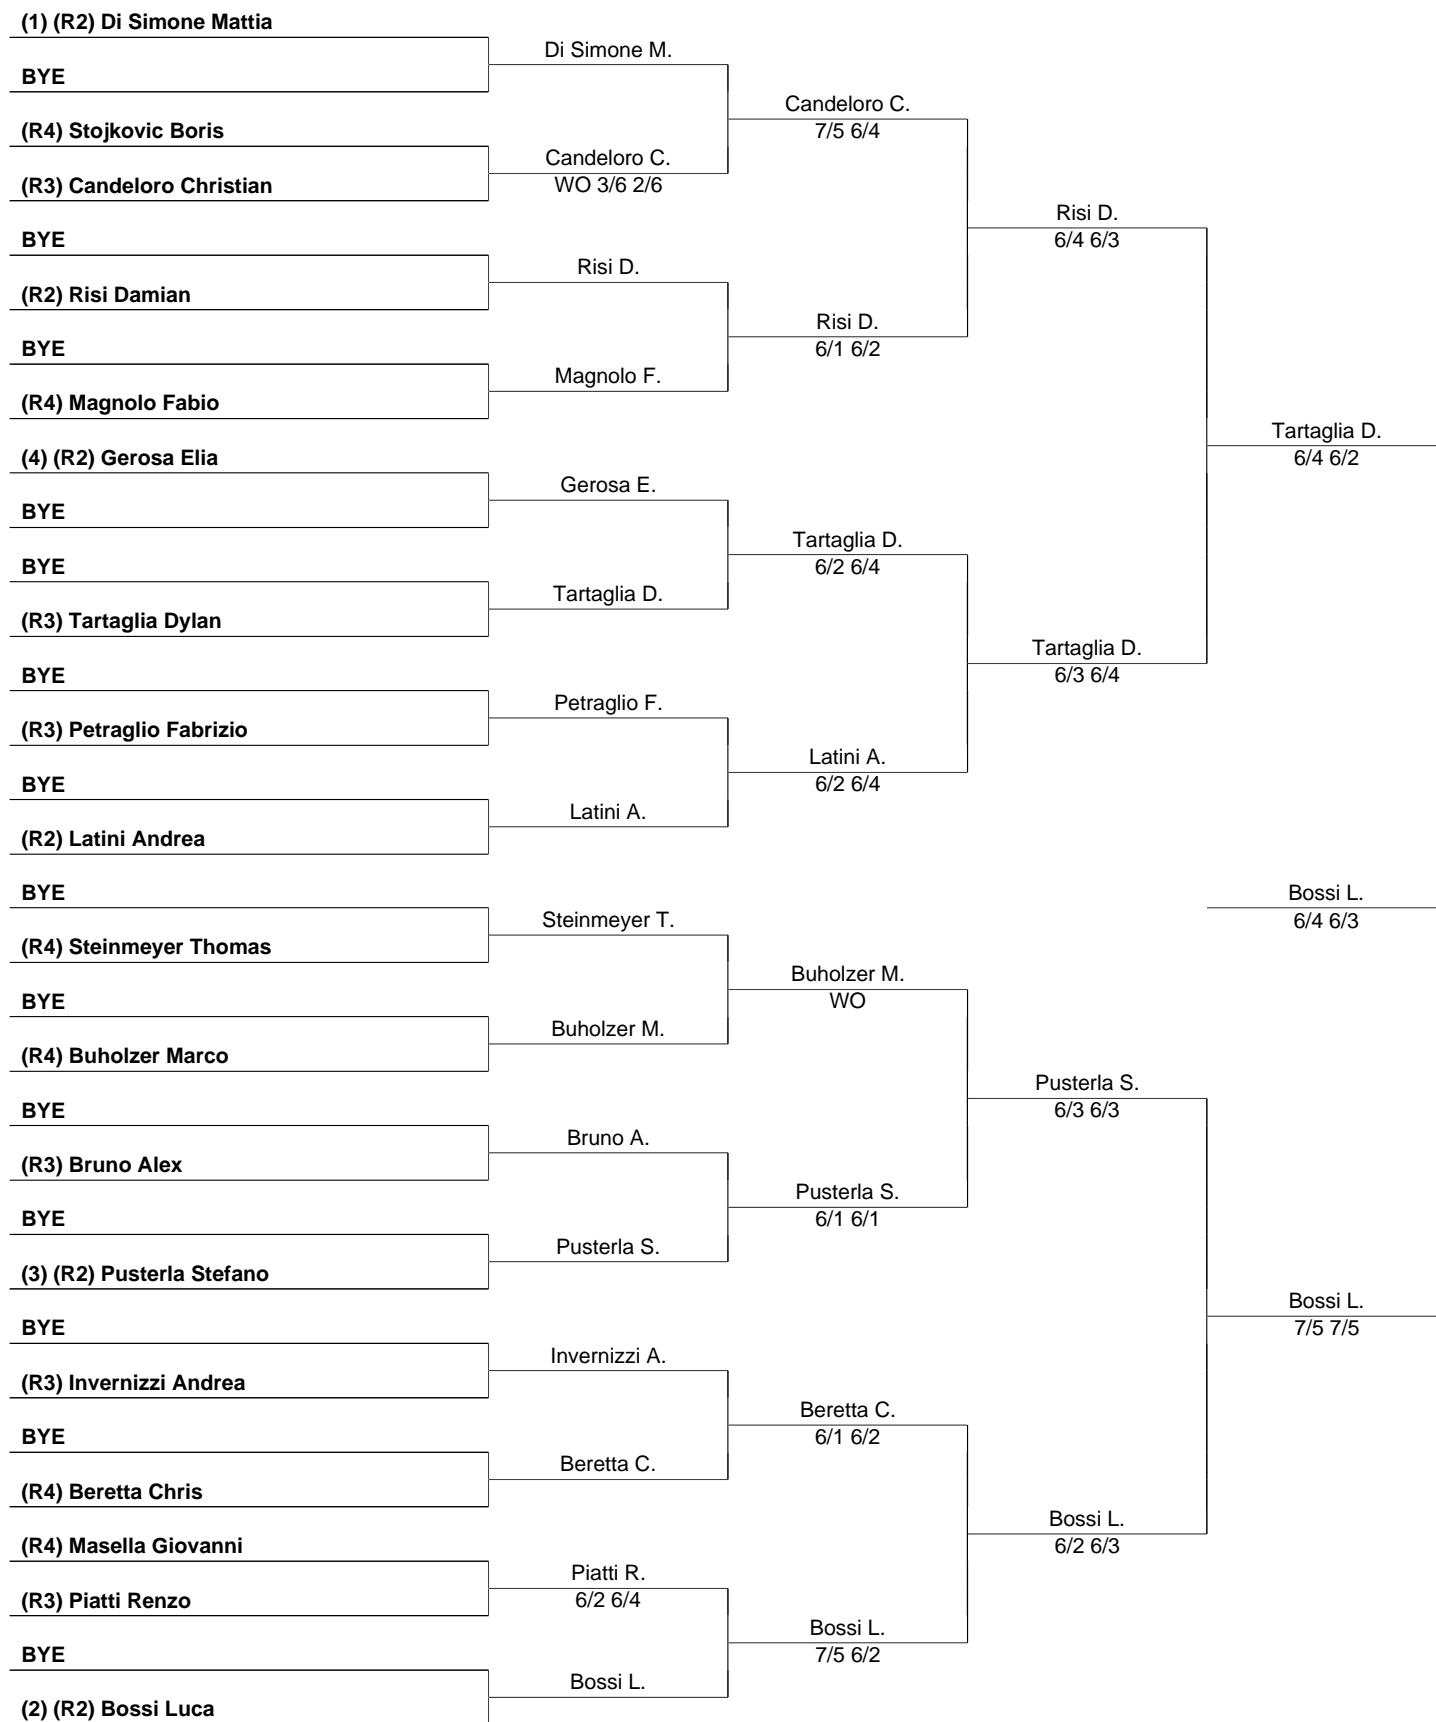 (1) (R2) Di Simone Mattia
Di Simone M.
BYE
Candeloro C.
7/5 6/4
(R4) Stojkovic Boris
Candeloro C.
WO 3/6 2/6
(R3) Candeloro Christian
Risi D.
6/4 6/3
BYE
Risi D.
(R2) Risi Damian
Risi D.
6/1 6/2
BYE
Magnolo F.
(R4) Magnolo Fabio
Tartaglia D.
6/4 6/2
(4) (R2) Gerosa Elia
Gerosa E.
BYE
Tartaglia D.
6/2 6/4
BYE
Tartaglia D.
(R3) Tartaglia Dylan
Tartaglia D.
6/3 6/4
BYE
Petraglio F.
(R3) Petraglio Fabrizio
Latini A.
6/2 6/4
BYE
Latini A.
(R2) Latini Andrea
BYE
Bossi L.
6/4 6/3
Steinmeyer T.
(R4) Steinmeyer Thomas
Buholzer M.
WO
BYE
Buholzer M.
(R4) Buholzer Marco
Pusterla S.
6/3 6/3
BYE
Bruno A.
(R3) Bruno Alex
Pusterla S.
6/1 6/1
BYE
Pusterla S.
(3) (R2) Pusterla Stefano
Bossi L.
7/5 7/5
BYE
Invernizzi A.
(R3) Invernizzi Andrea
Beretta C.
6/1 6/2
BYE
Beretta C.
(R4) Beretta Chris
Bossi L.
6/2 6/3
(R4) Masella Giovanni
Piatti R.
6/2 6/4
(R3) Piatti Renzo
Bossi L.
7/5 6/2
BYE
Bossi L.
(2) (R2) Bossi Luca